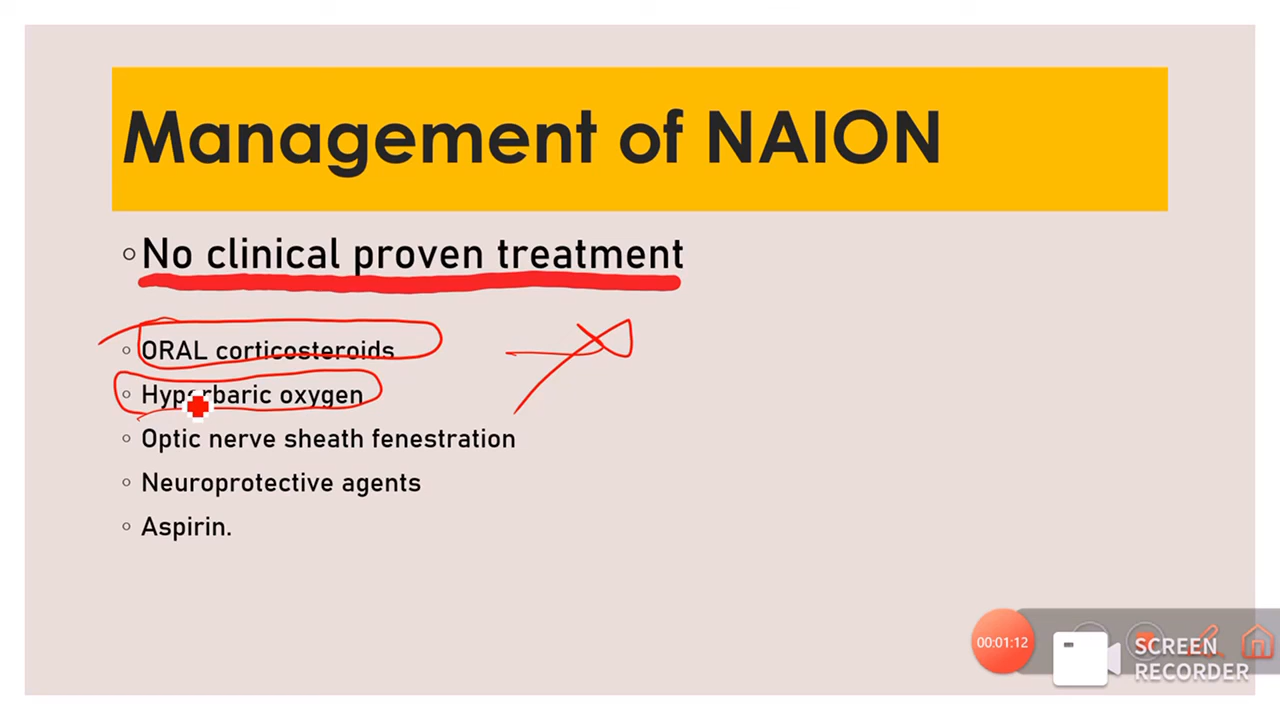 Management of NAION
No clinical proven treatment
ORAL corticosteroids
Hyperbaric oxygen
Optic nerve sheath fenestration
Neuroprotective agents
Aspirin.
00:01:12
SCREEN
RECORDER